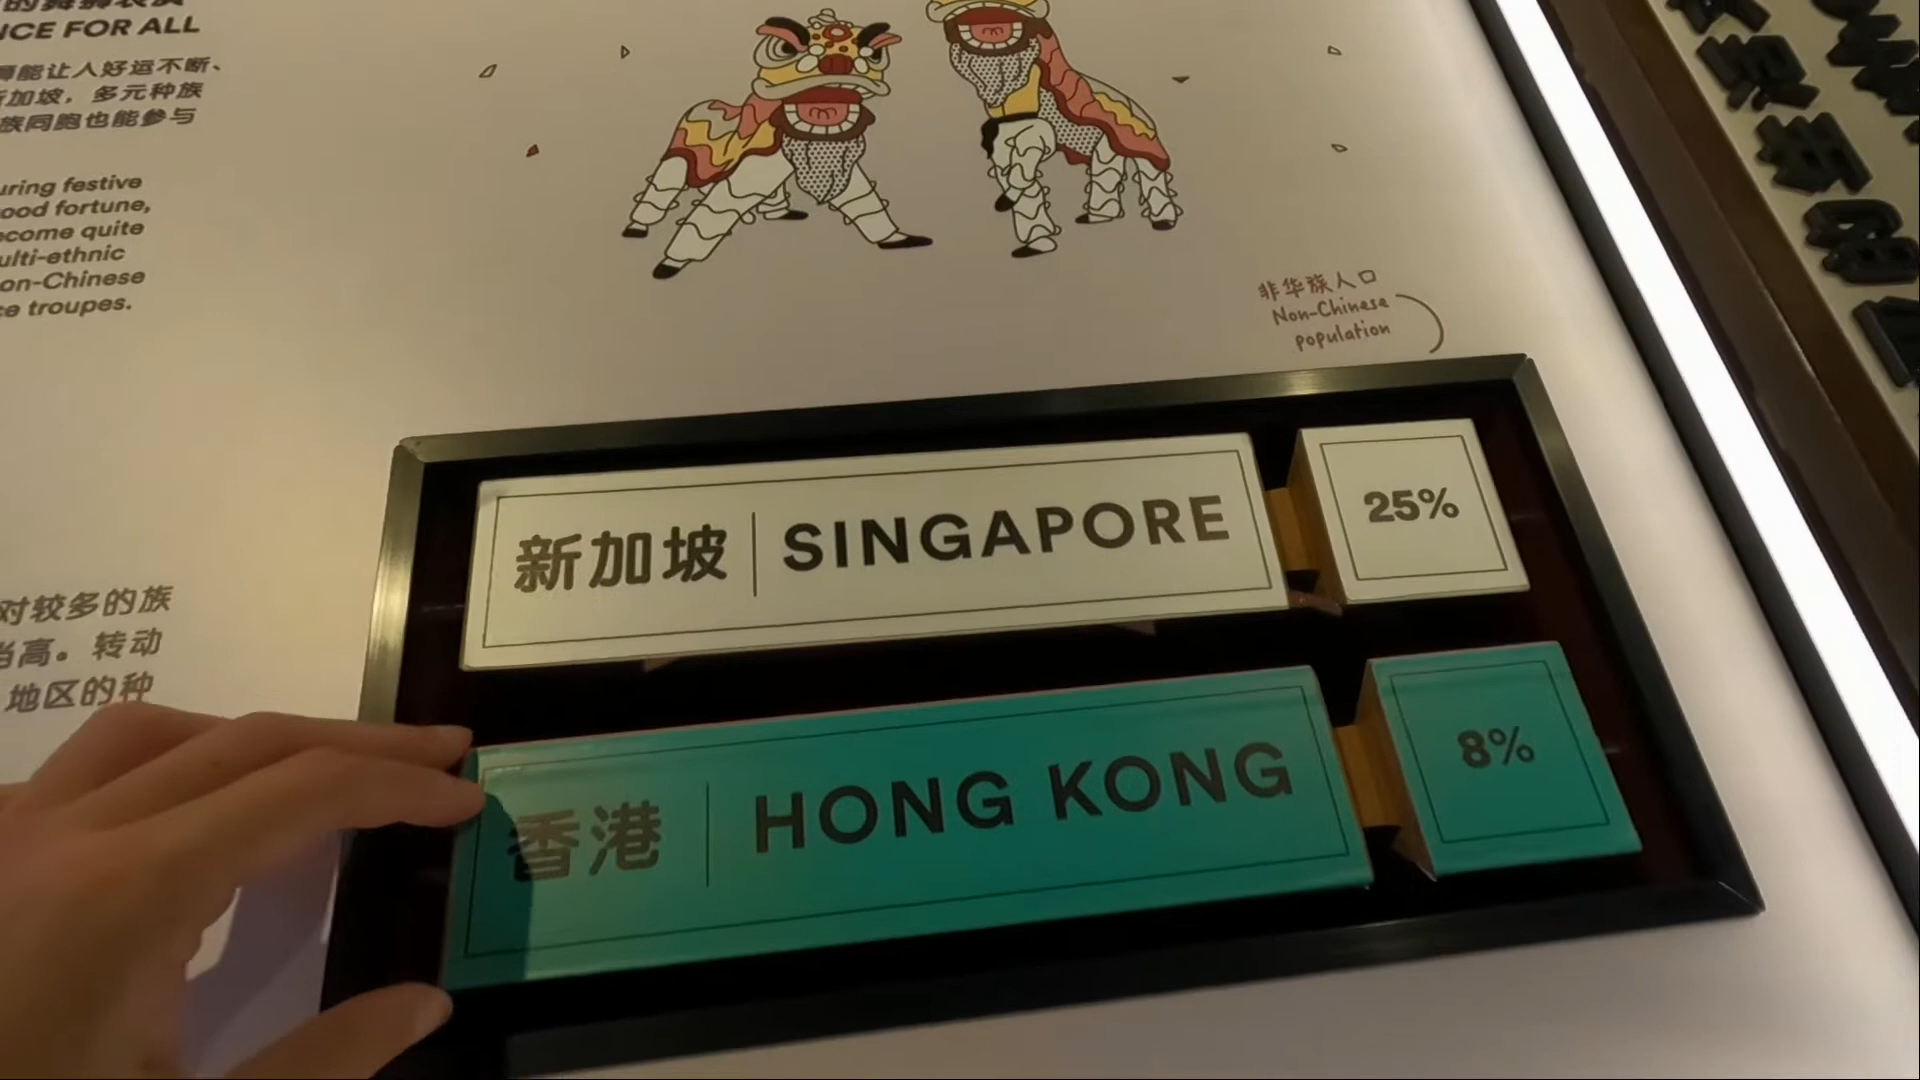 NCE FOR ALL
狮能让人好运不断、
新加坡，多元种族
族同胞也能参与
uring festive
ood fortune,
ecome quite
ulti-ethnic
on-Chinese
ce troupes.
非华族人口
Non-Chinese
population
新加坡 | SINGAPORE
25%
对较多的族
当高。转动
地区的种
香港 | HONG KONG
8%